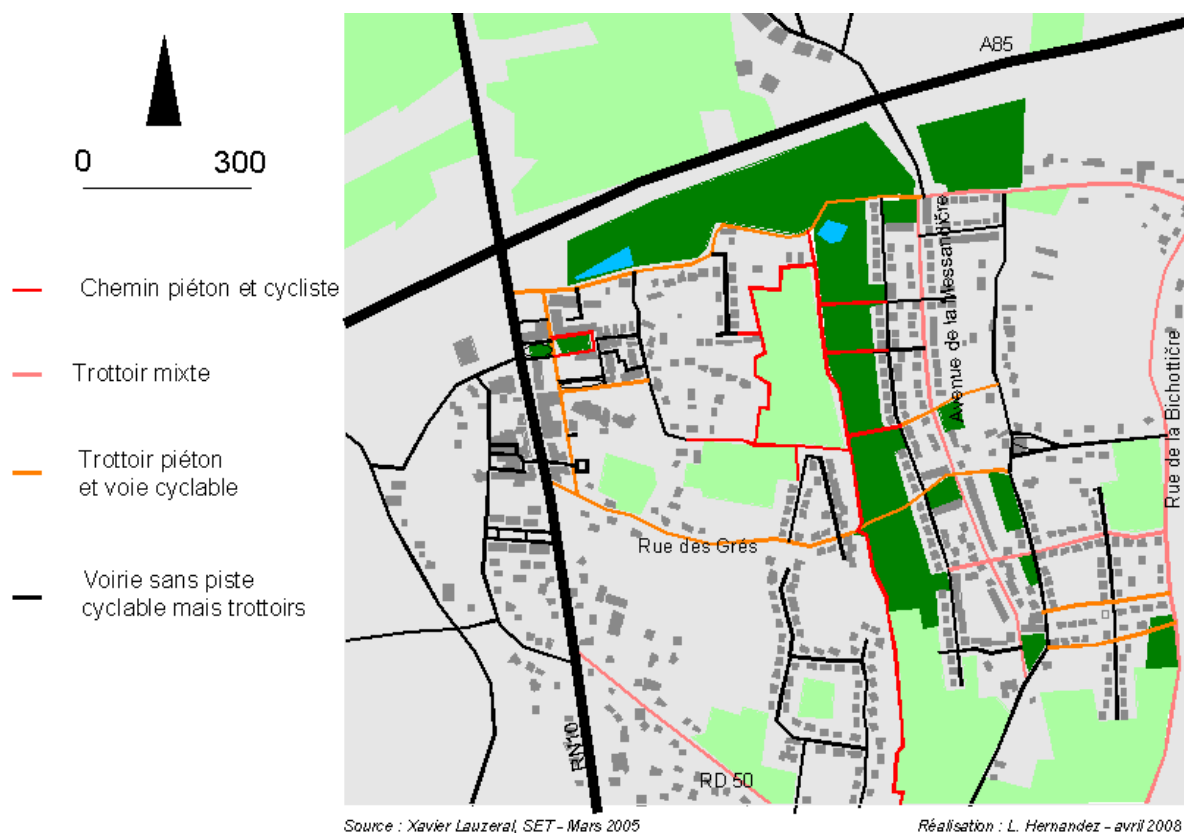 A85
0 300
Chemin piéton et cycliste
Trottoir mixte
Trottoir piéton
et voie cyclable
Voirie sans piste
cyclable mais trottoirs
Avenue de la Messandičre
Rue de la Bichottičre
Rue des Grés
RN10
RD 50
Source : Xavier Lauzeral, SET - Mars 2005
Réalisation : L. Hernandez - avril 2008